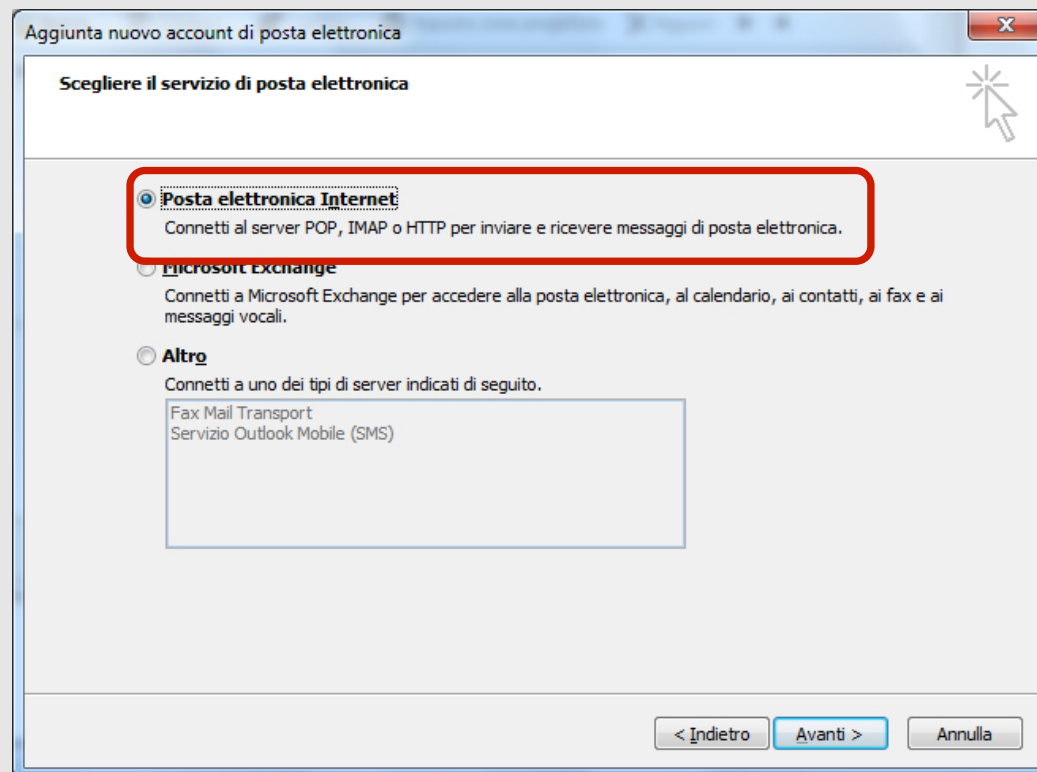 Aggiunta nuovo account di posta elettronica
Scegliere il servizio di posta elettronica
Posta elettronica Internet
Connetti al server POP, IMAP o HTTP per inviare e ricevere messaggi di posta elettronica.
Microsoft Exchange
Connetti a Microsoft Exchange per accedere alla posta elettronica, al calendario, ai contatti, ai fax e ai
messaggi vocali.
Altro
Connetti a uno dei tipi di server indicati di seguito.
Fax Mail Transport
Servizio Outlook Mobile (SMS)
< Indietro
Avanti >
Annulla